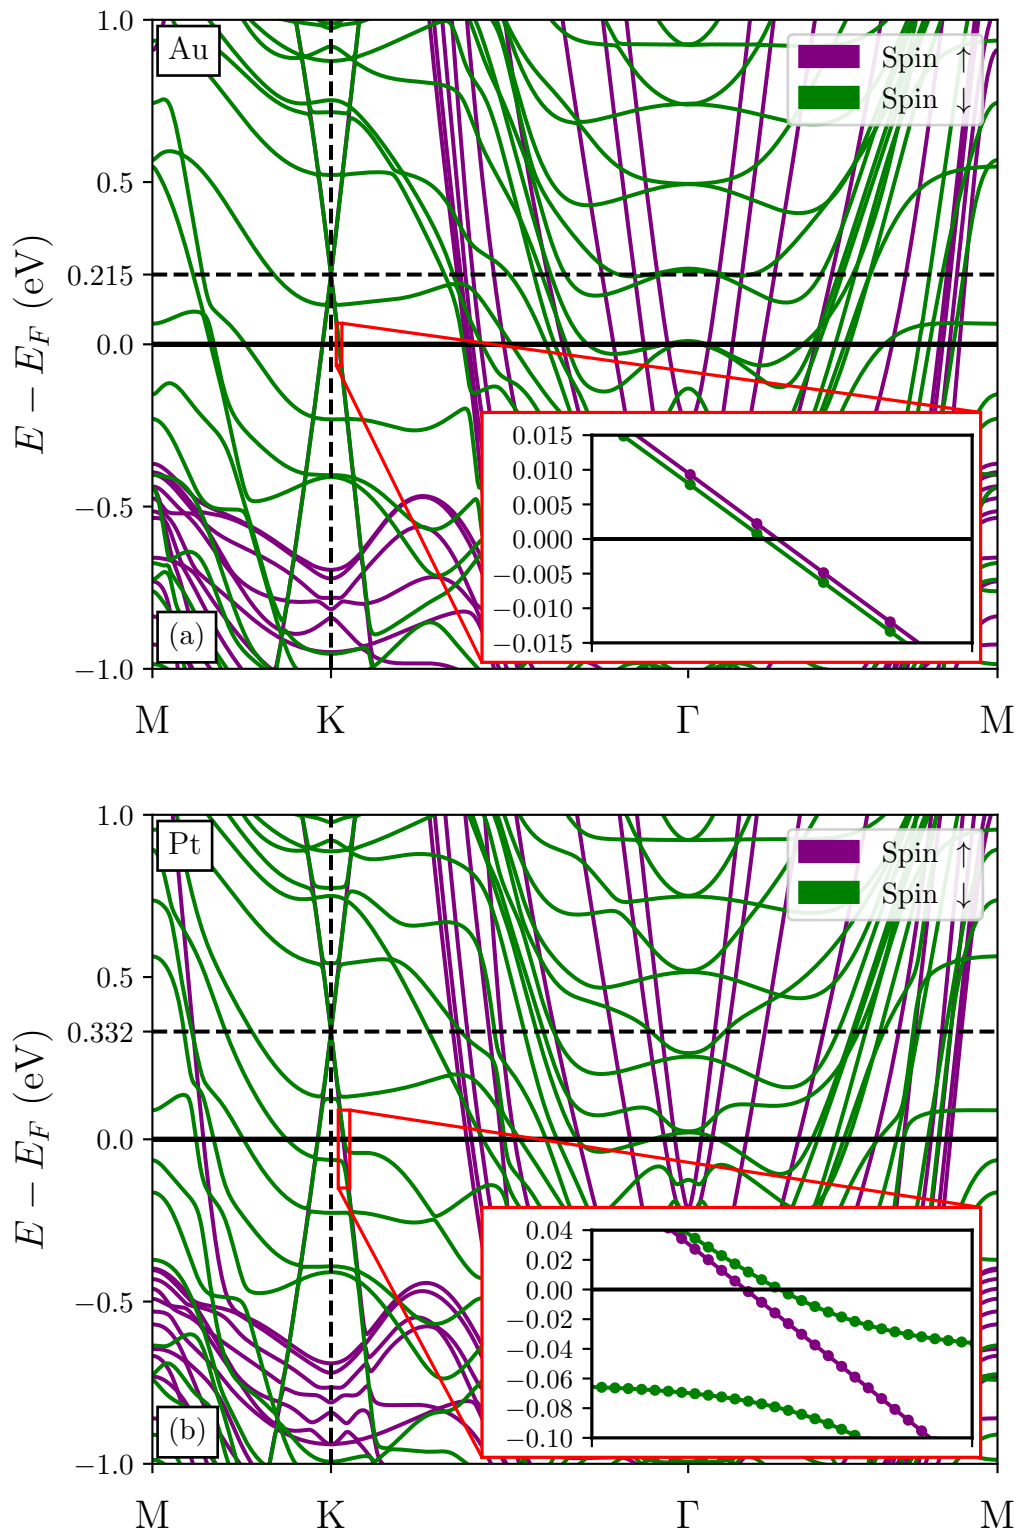 Au
Spin ↑
Spin ↓
1.0
0.5
0.215
0.0
−0.5
−1.0
E − E_F (eV)
0.015
0.010
0.005
0.000
−0.005
−0.010
−0.015
(a)
M K Γ M
Pt
Spin ↑
Spin ↓
1.0
0.5
0.332
0.0
−0.5
−1.0
E − E_F (eV)
0.04
0.02
0.00
−0.02
−0.04
−0.06
−0.08
−0.10
(b)
M K Γ M